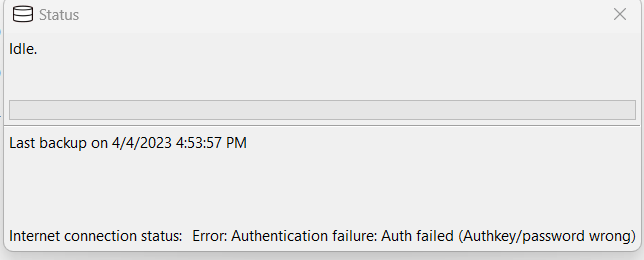 Status
Idle.
Last backup on 4/4/2023 4:53:57 PM
Internet connection status: Error: Authentication failure: Auth failed (Authkey/password wrong)